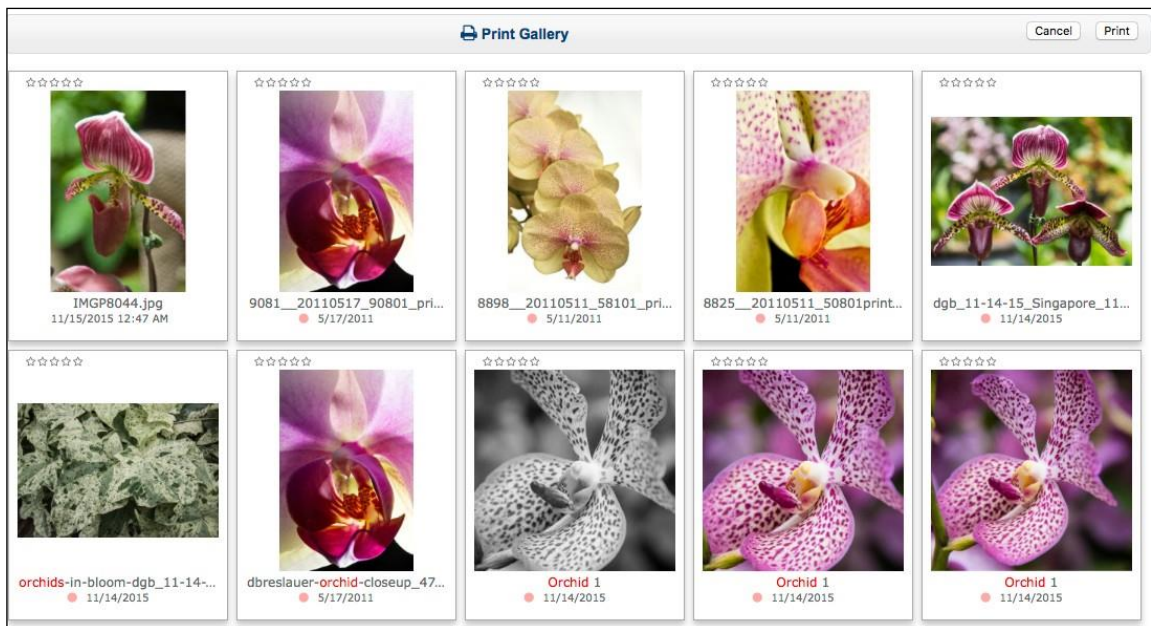 Print Gallery
Cancel
Print
IMGP8044.jpg
11/15/2015 12:47 AM
9081__20110517_90801_pri...
5/17/2011
8898__20110511_58101_pri...
5/11/2011
8825__20110511_50801print...
5/11/2011
dgb_11-14-15_Singapore_11...
11/14/2015
orchids-in-bloom-dgb_11-14-...
11/14/2015
dbreslauer-orchid-closeup_47...
5/17/2011
Orchid 1
11/14/2015
Orchid 1
11/14/2015
Orchid 1
11/14/2015